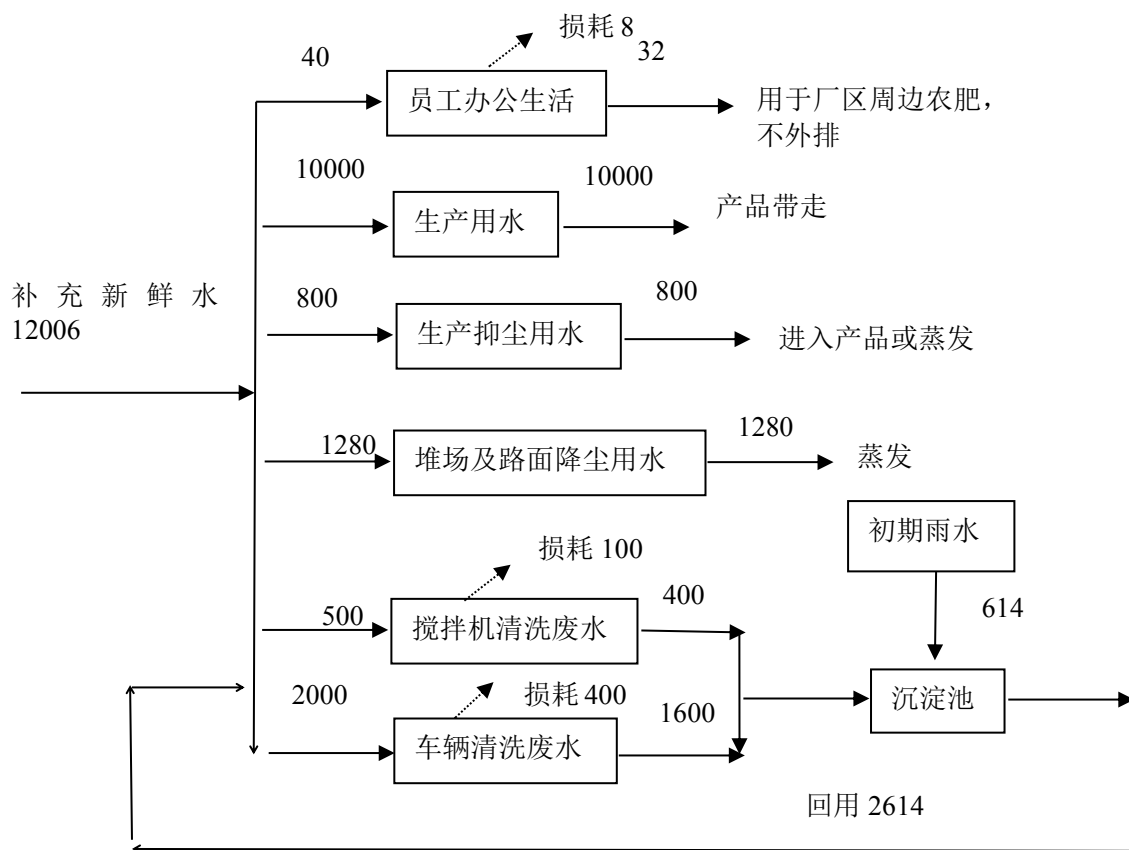 损耗 8
40
32
员工办公生活
用于厂区周边农肥，
不外排
10000
10000
生产用水
产品带走
补充新鲜水
12006
800
800
生产抑尘用水
进入产品或蒸发
1280
1280
堆场及路面降尘用水
蒸发
初期雨水
损耗 100
500
400
614
搅拌机清洗废水
2000
损耗 400
1600
沉淀池
车辆清洗废水
回用 2614